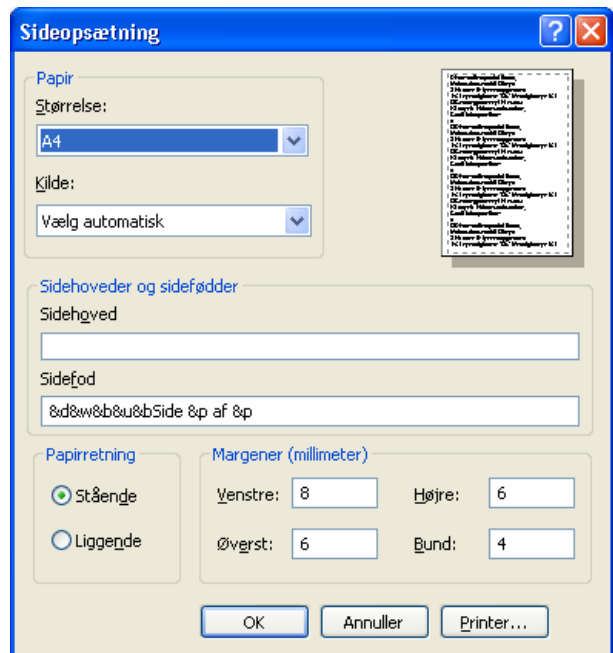 Sideopsætning
Papir
Størrelse:
A4
Kilde:
Vælg automatisk
Sidehoveder og sidefødder
Sidehoved
Sidefod
&d&w&b&u&bSide &p af &p
Papirretning
Stående
Liggende
Margener (millimeter)
Venstre: 8 Højre: 6
Øverst: 6 Bund: 4
OK Annuller Printer...